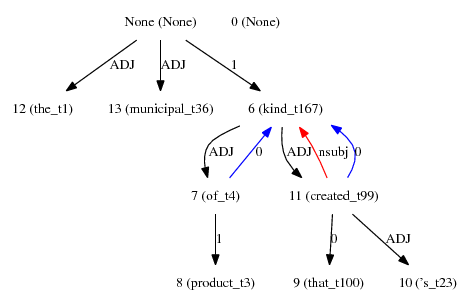 None (None) 0 (None)
ADJ ADJ 1
12 (the_t1) 13 (municipal_t36) 6 (kind_t167)
ADJ 0 ADJ nsubj 0
7 (of_t4) 11 (created_t99)
1 0 ADJ
8 (product_t3) 9 (that_t100) 10 ('s_t23)